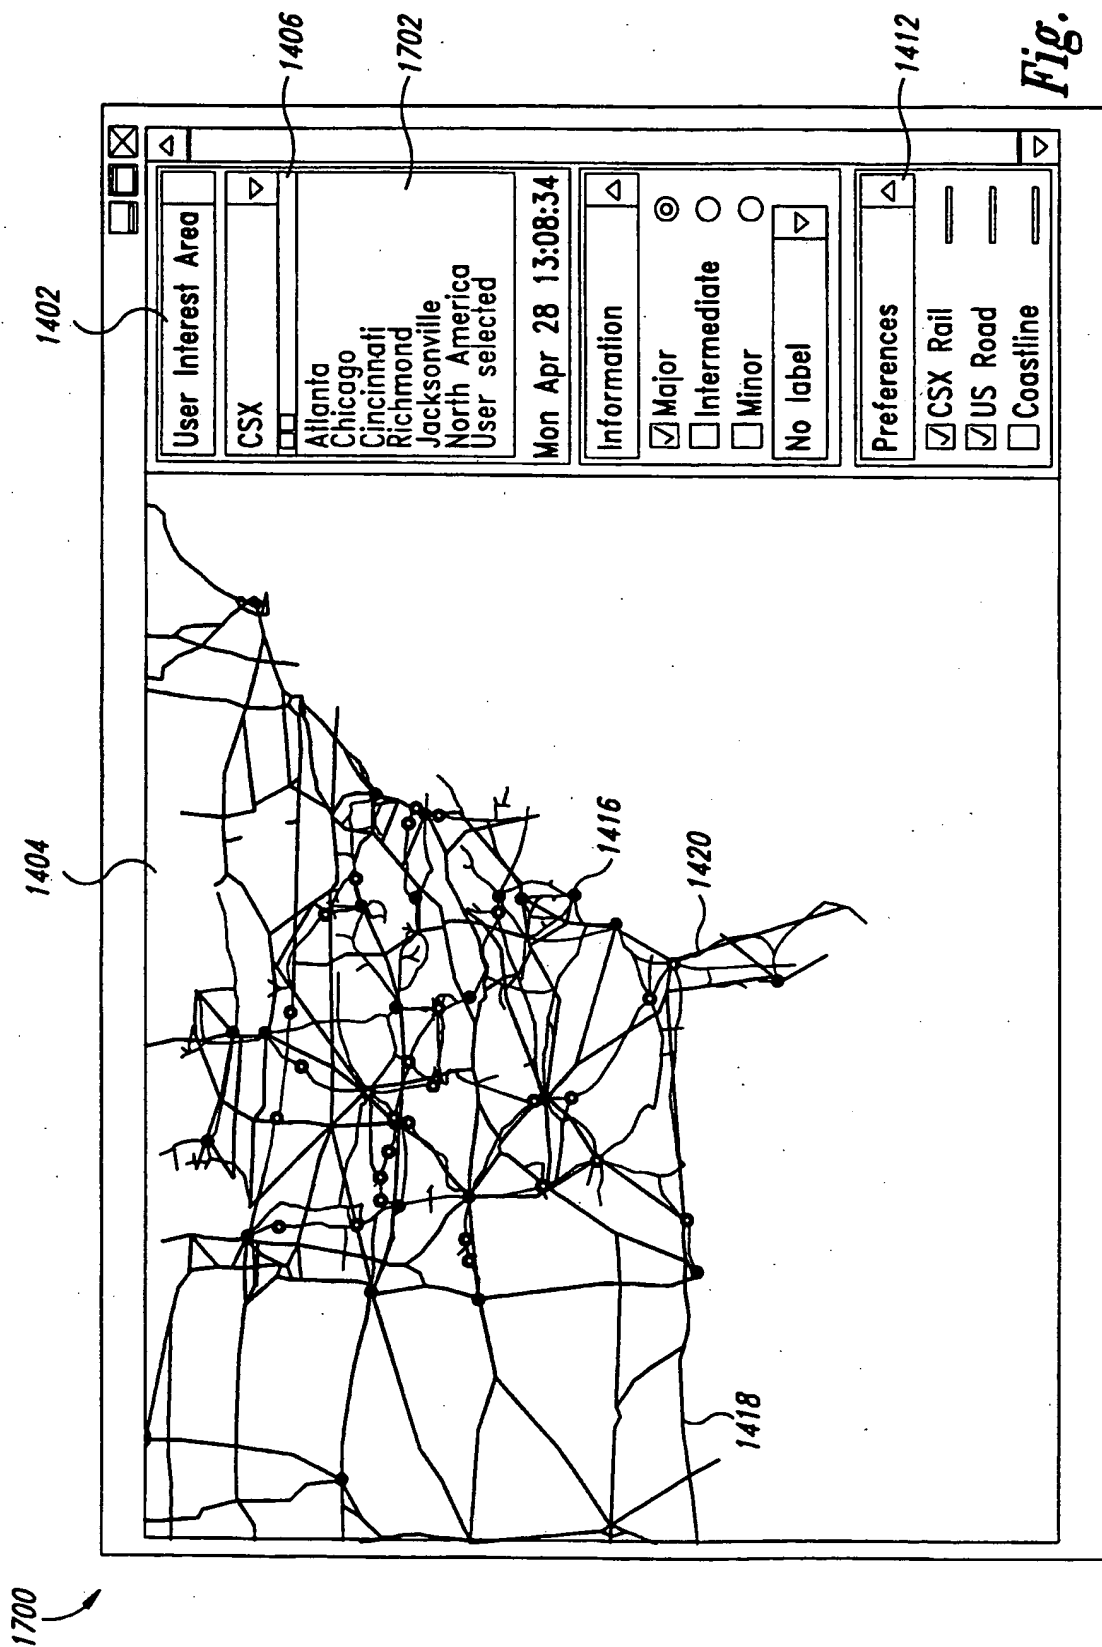 1700
1402
1404
User Interest Area
1406
CSX
1702
Atlanta
Chicago
Cincinnati
Richmond
Jacksonville
North America
User selected
Mon Apr 28 13:08:34
Information
Major
Intermediate
Minor
No label
Preferences
1412
CSX Rail
US Road
Coastline
1416
1420
1418
Fig.